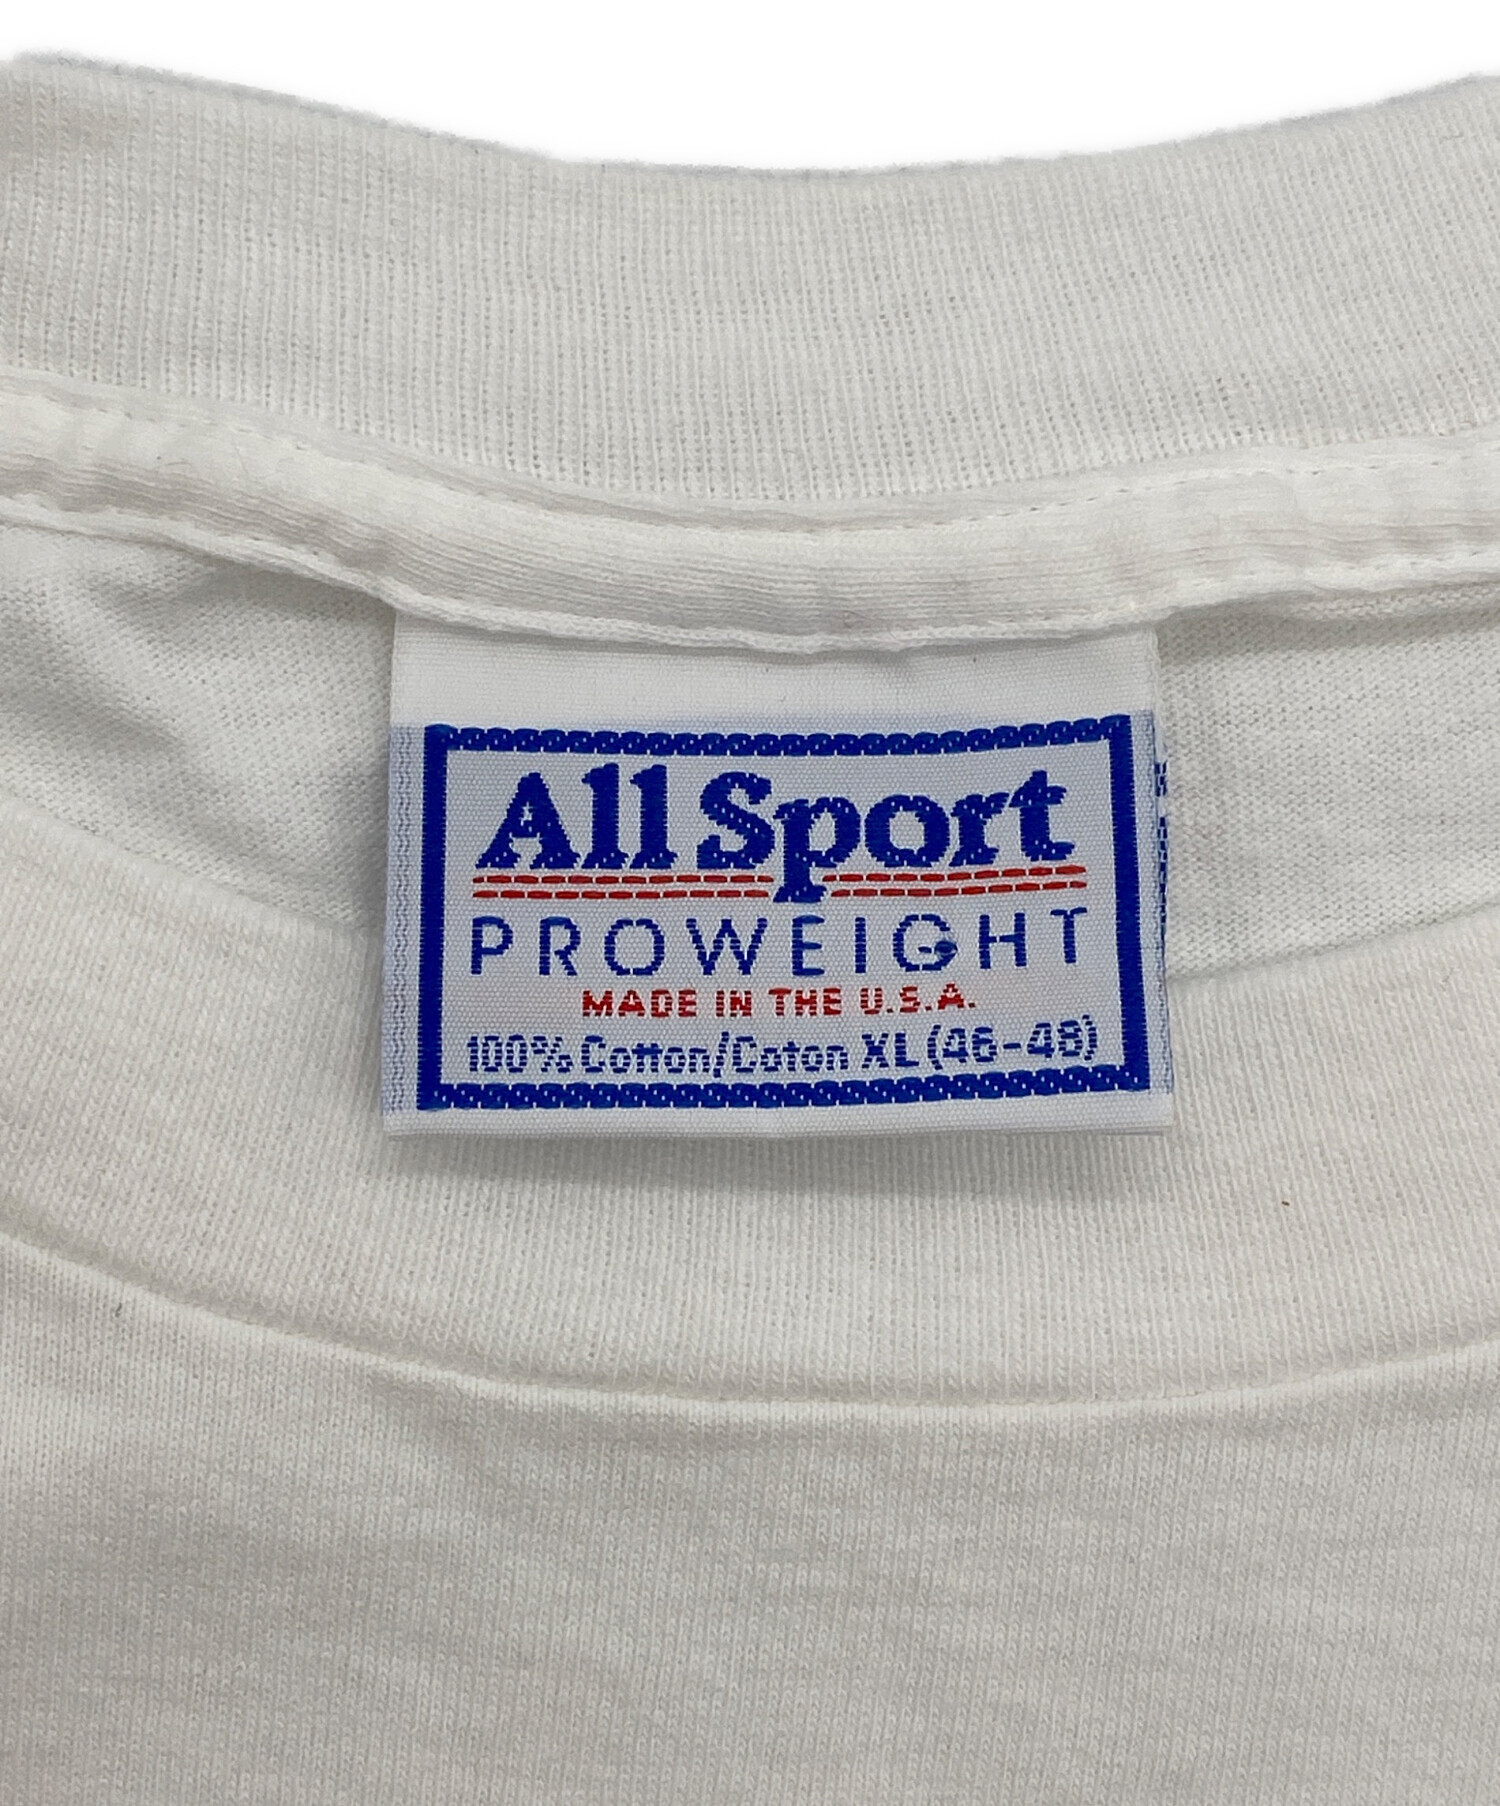 All Sport
PROWEIGHT
MADE IN THE U.S.A.
100% Cotton/Coton XL (46-48)